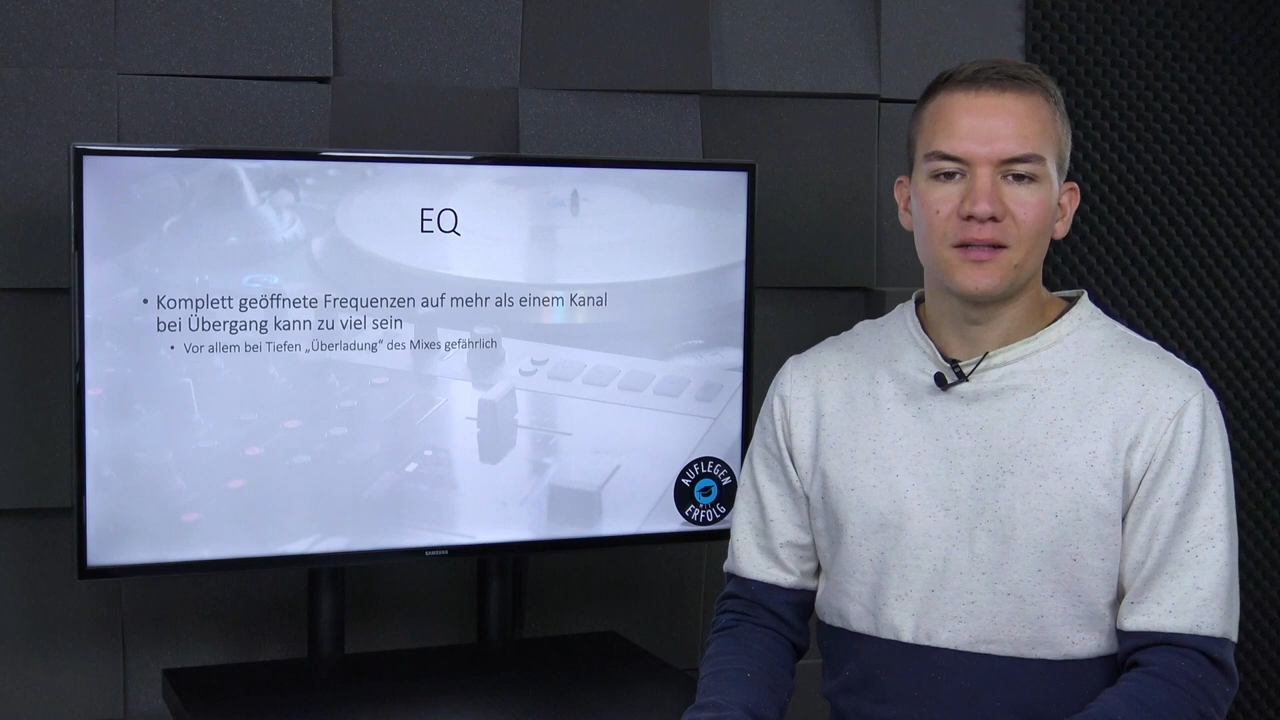 EQ
• Komplett geöffnete Frequenzen auf mehr als einem Kanal
bei Übergang kann zu viel sein
• Vor allem bei Tiefen „Überladung“ des Mixes gefährlich
AUFLEGEN
MIT
ERFOLG
SAMSUNG